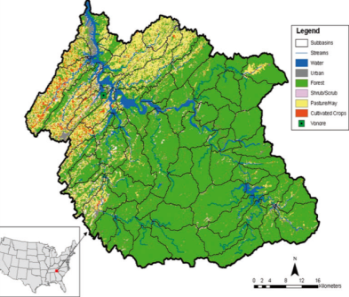 Legend
Subbasins
Streams
Water
Urban
Forest
Shrub/Scrub
Pasture/Hay
Cultivated Crops
Vonore
N
0 2 4 8 12 16
Kilometers